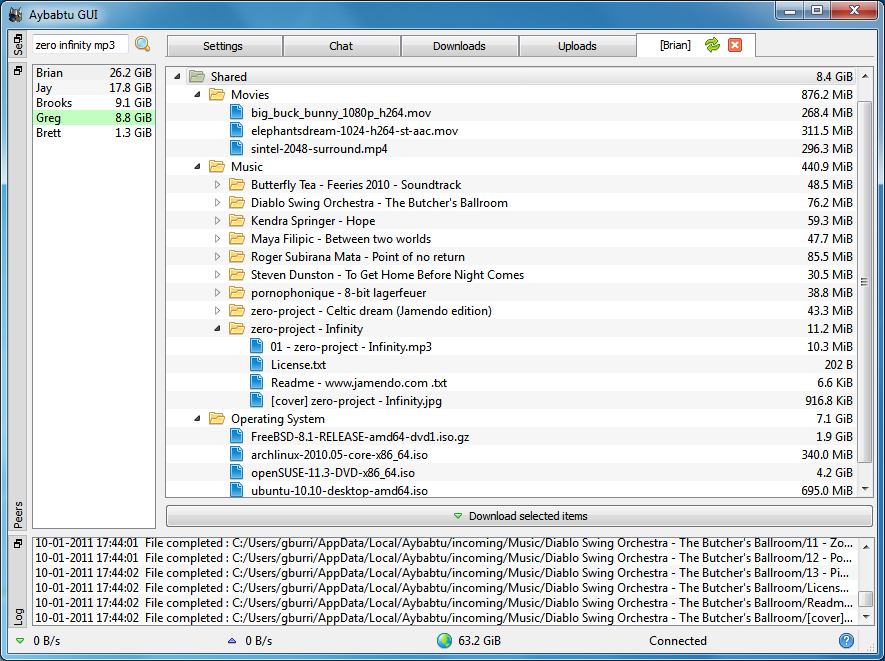 Aybabtu GUI
Se
zero infinity mp3
Settings Chat Downloads Uploads [Brian]
Brian 26.2 GiB
Jay 17.8 GiB
Brooks 9.1 GiB
Greg 8.8 GiB
Brett 1.3 GiB
Peers
Shared 8.4 GiB
Movies 876.2 MiB
big_buck_bunny_1080p_h264.mov 268.4 MiB
elephantsdream-1024-h264-st-aac.mov 311.5 MiB
sintel-2048-surround.mp4 296.3 MiB
Music 440.9 MiB
Butterfly Tea - Feeries 2010 - Soundtrack 48.5 MiB
Diablo Swing Orchestra - The Butcher's Ballroom 76.2 MiB
Kendra Springer - Hope 59.3 MiB
Maya Filipic - Between two worlds 47.7 MiB
Roger Subirana Mata - Point of no return 85.5 MiB
Steven Dunston - To Get Home Before Night Comes 30.5 MiB
pornophonique - 8-bit lagerfeuer 38.8 MiB
zero-project - Celtic dream (Jamendo edition) 43.3 MiB
zero-project - Infinity 11.2 MiB
01 - zero-project - Infinity.mp3 10.3 MiB
License.txt 202 B
Readme - www.jamendo.com .txt 6.6 KiB
[cover] zero-project - Infinity.jpg 916.8 KiB
Operating System 7.1 GiB
FreeBSD-8.1-RELEASE-amd64-dvd1.iso.gz 1.9 GiB
archlinux-2010.05-core-x86_64.iso 340.0 MiB
openSUSE-11.3-DVD-x86_64.iso 4.2 GiB
ubuntu-10.10-desktop-amd64.iso 695.0 MiB
Download selected items
Log
10-01-2011 17:44:01 File completed : C:/Users/gburri/AppData/Local/Aybabtu/incoming/Music/Diablo Swing Orchestra - The Butcher's Ballroom/11 - Zo...
10-01-2011 17:44:01 File completed : C:/Users/gburri/AppData/Local/Aybabtu/incoming/Music/Diablo Swing Orchestra - The Butcher's Ballroom/12 - Po...
10-01-2011 17:44:02 File completed : C:/Users/gburri/AppData/Local/Aybabtu/incoming/Music/Diablo Swing Orchestra - The Butcher's Ballroom/13 - Pi...
10-01-2011 17:44:02 File completed : C:/Users/gburri/AppData/Local/Aybabtu/incoming/Music/Diablo Swing Orchestra - The Butcher's Ballroom/Licens...
10-01-2011 17:44:02 File completed : C:/Users/gburri/AppData/Local/Aybabtu/incoming/Music/Diablo Swing Orchestra - The Butcher's Ballroom/Readm...
10-01-2011 17:44:02 File completed : C:/Users/gburri/AppData/Local/Aybabtu/incoming/Music/Diablo Swing Orchestra - The Butcher's Ballroom/[cover]...
0 B/s 0 B/s 63.2 GiB Connected